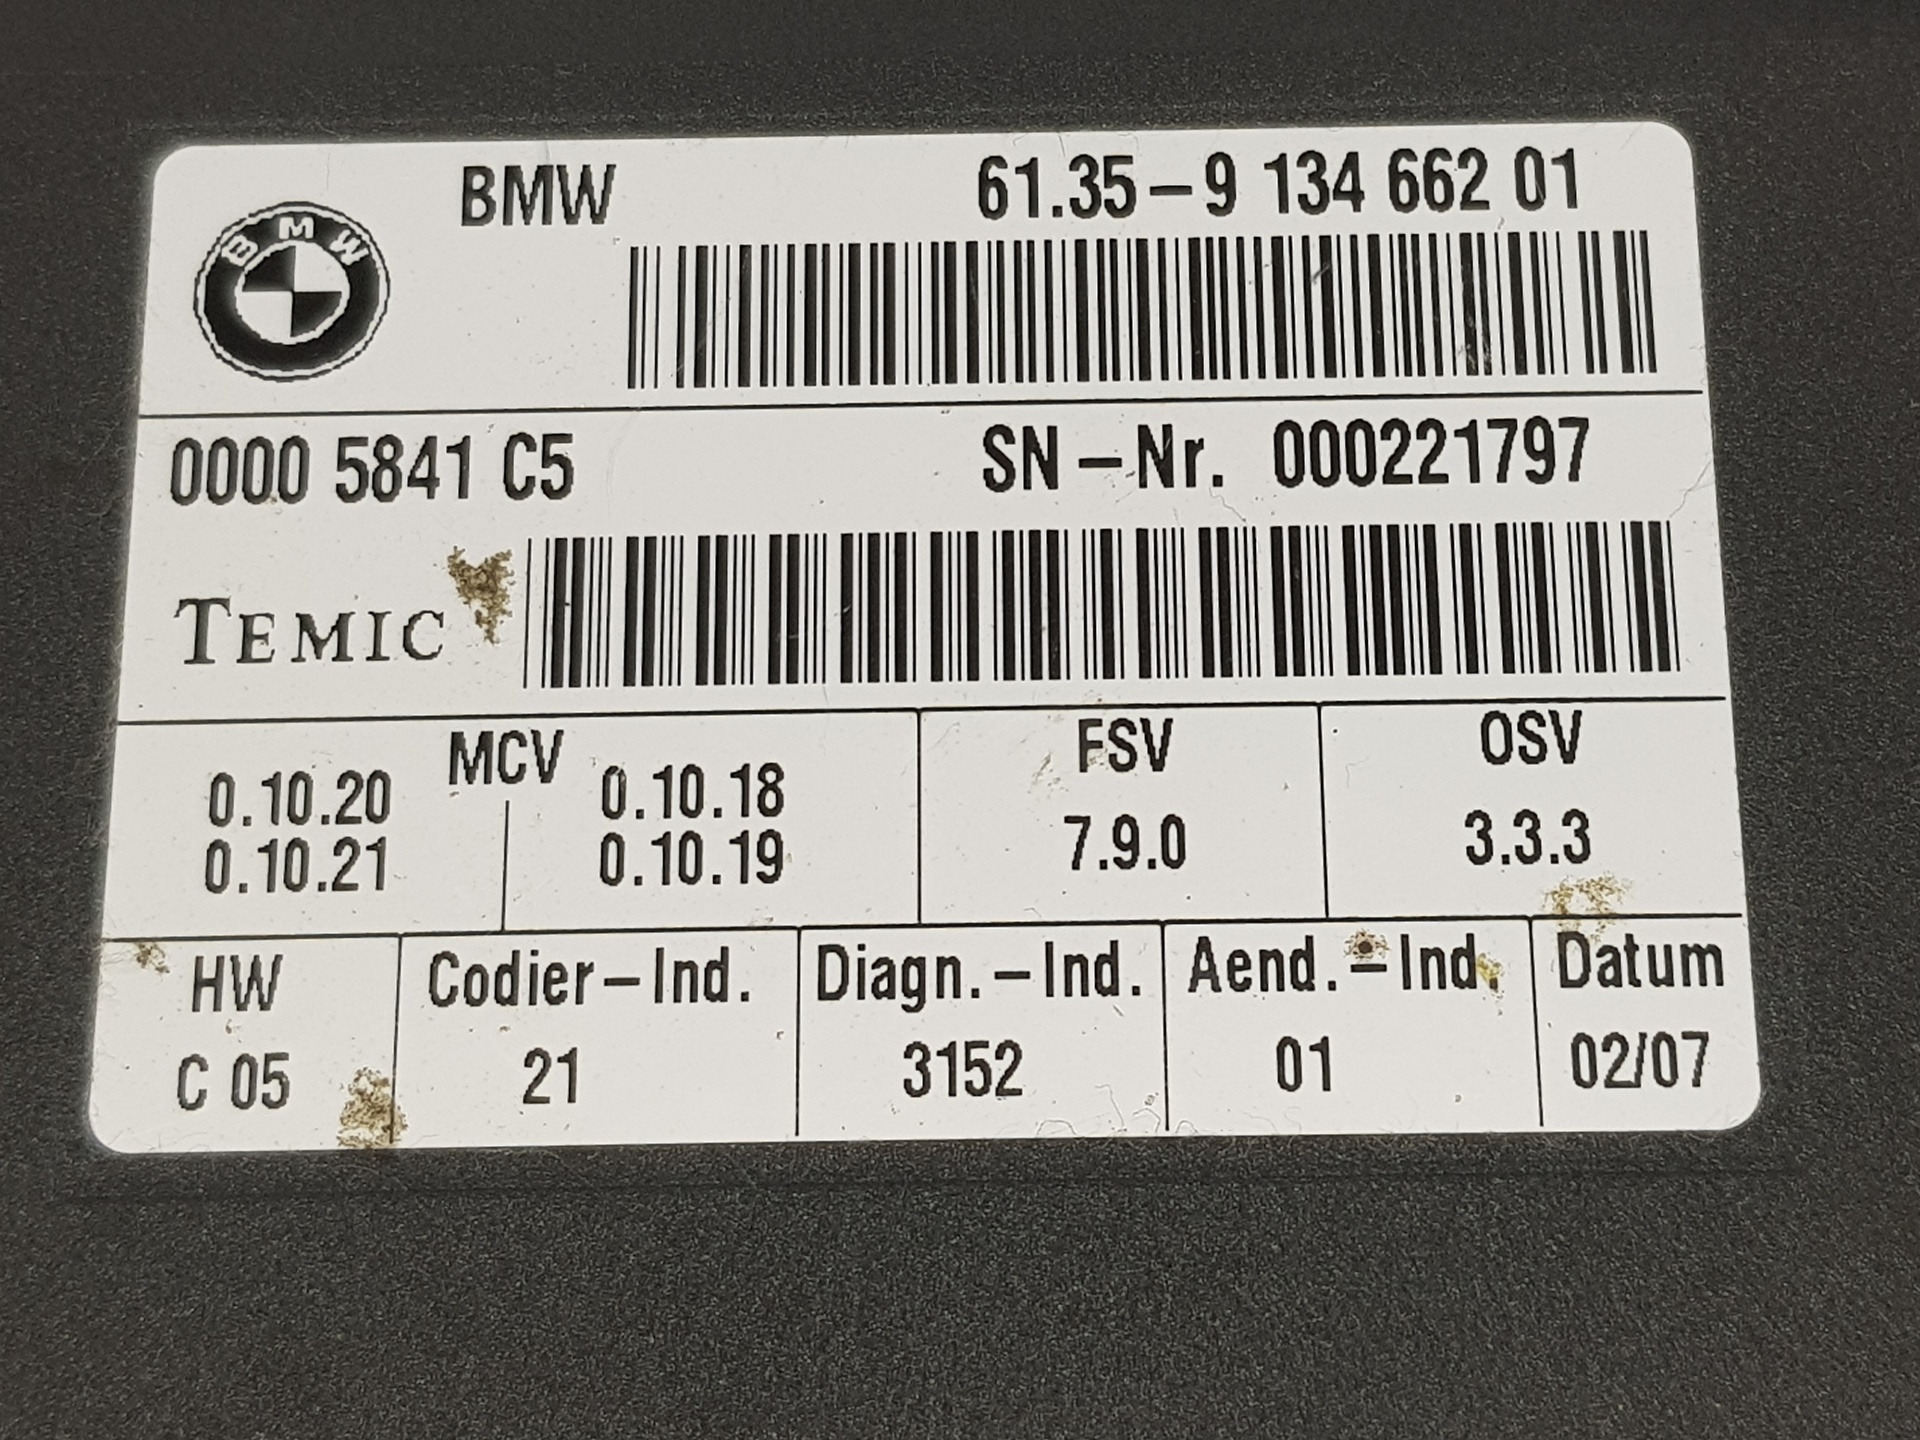 BMW 61.35-9 134 662 01
BMW
0000 5841 C5 SN-Nr. 000221797
TEMIC
MCV FSV OSV
0.10.20 0.10.18 7.9.0 3.3.3
0.10.21 0.10.19
HW Codier-Ind. Diagn.-Ind. Aend.-Ind. Datum
C 05 21 3152 01 02/07